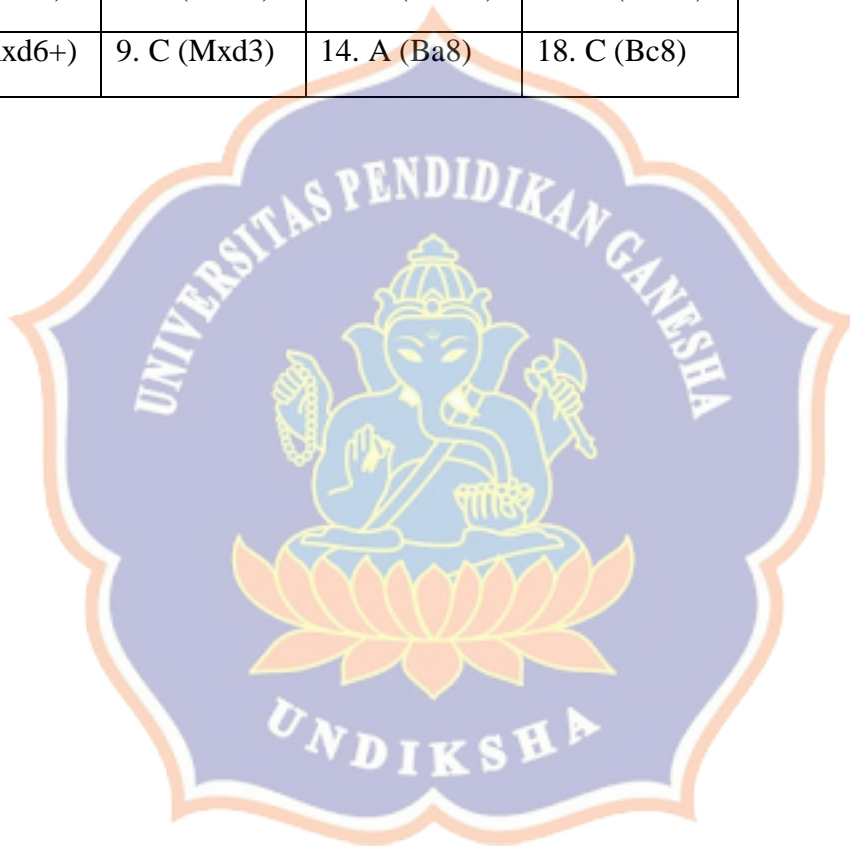 xd6+) 9. C (Mxd3) 14. A (Ba8) 18. C (Bc8)
UNIVERSITAS PENDIDIKAN GANESHA
UNDIKSHA